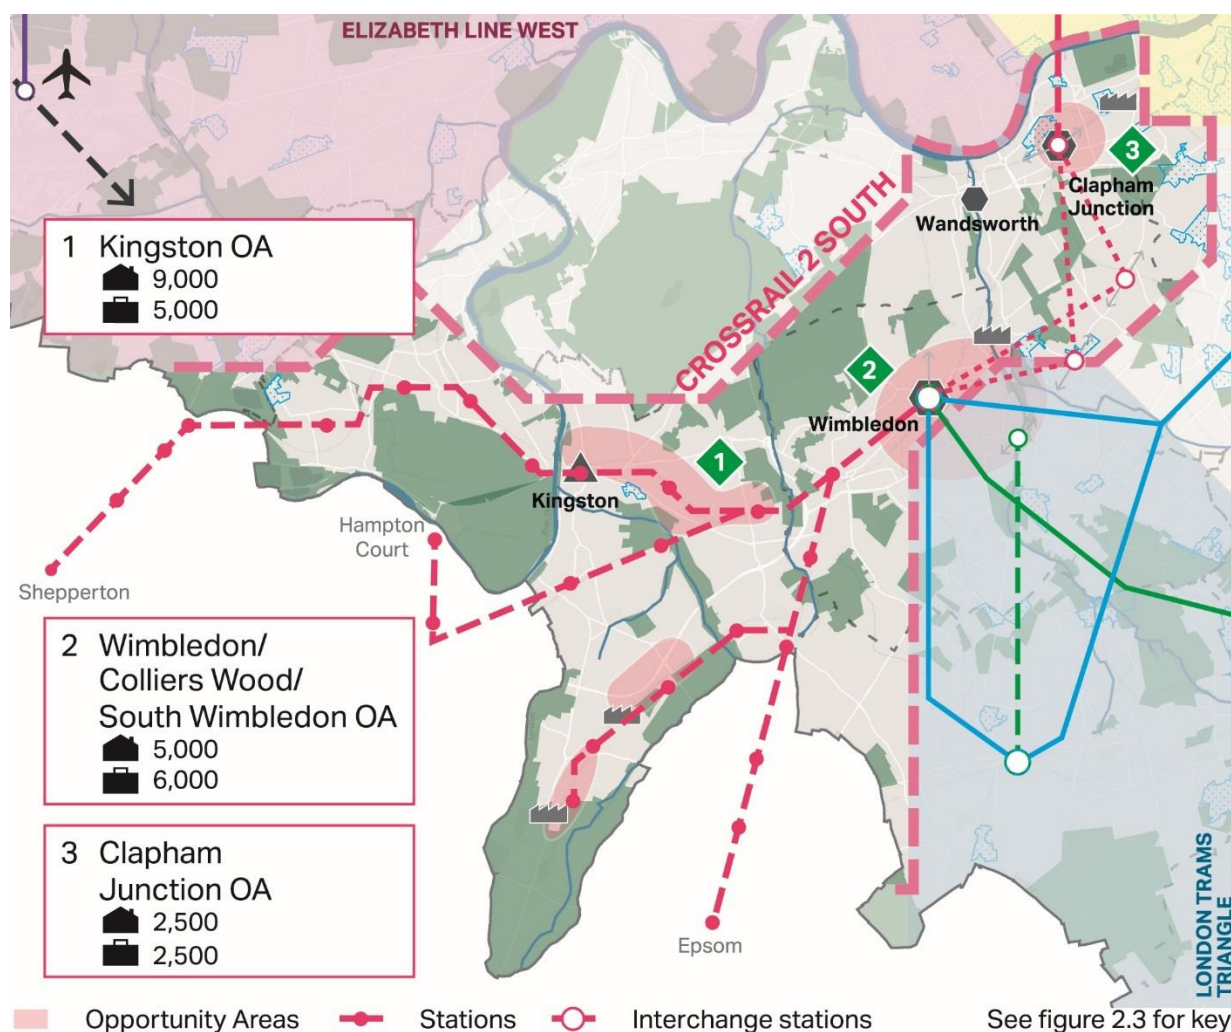 ELIZABETH LINE WEST
1 Kingston OA
9,000
5,000
CROSSRAIL 2 SOUTH
3
Clapham
Junction
Wandsworth
2
Wimbledon
1
Kingston
Hampton
Court
Shepperton
2 Wimbledon/
Colliers Wood/
South Wimbledon OA
5,000
6,000
3 Clapham
Junction OA
2,500
2,500
Epsom
LONDON TRAMS
TRIANGLE
Opportunity Areas
Stations
Interchange stations
See figure 2.3 for key